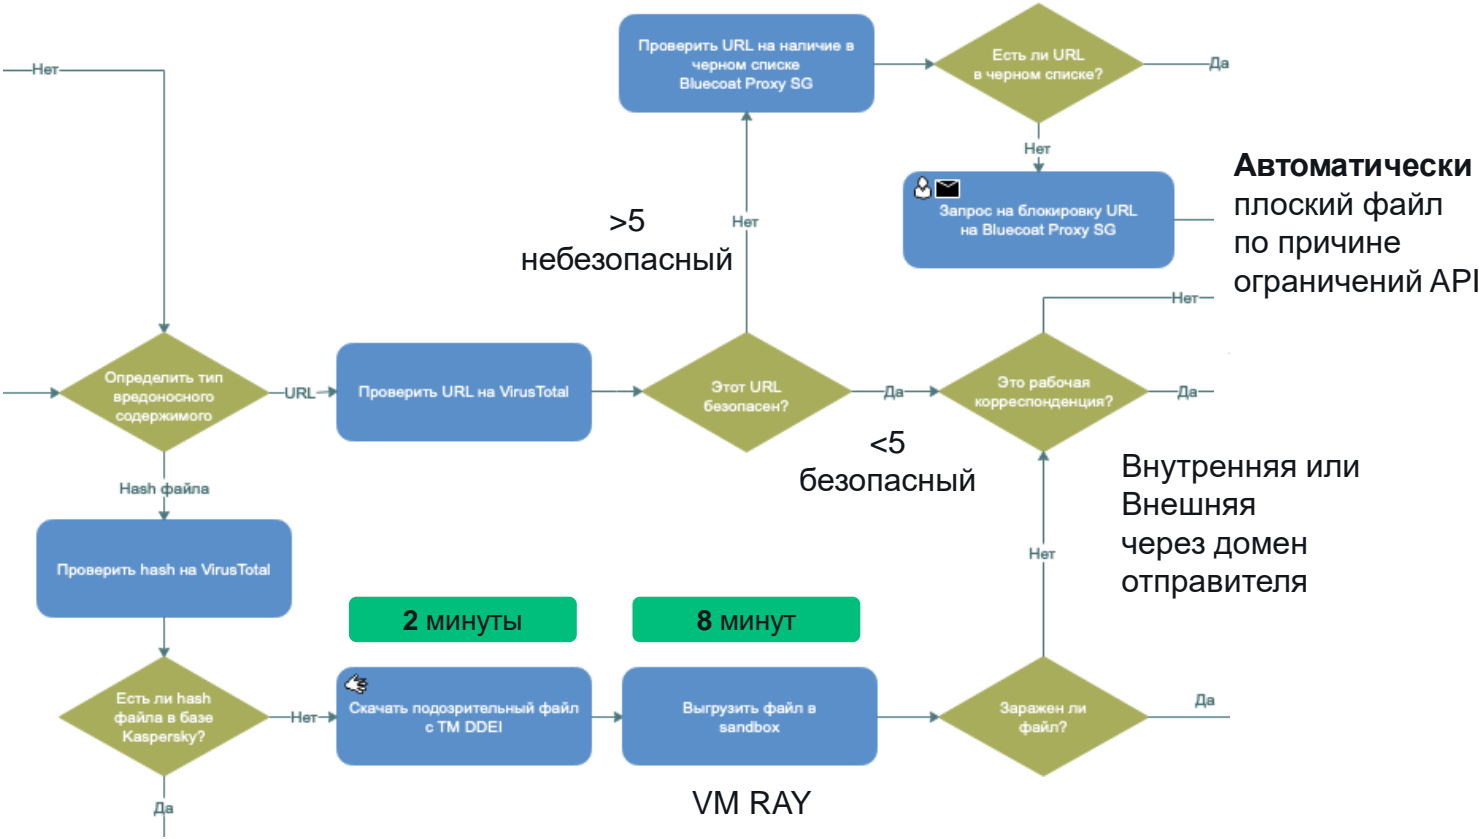 Нет
Проверить URL на наличие в
черном списке
Bluecoat Proxy SG
Есть ли URL
в черном списке?
Да
Нет
Запрос на блокировку URL
на Bluecoat Proxy SG
Автоматически
плоский файл
по причине
ограничений API
>5
небезопасный
Нет
Нет
Определить тип
вредоносного
содержимого
URL
Проверить URL на VirusTotal
Этот URL
безопасен?
Да
Это рабочая
корреспонденция?
Да
<5
безопасный
Внутренняя или
Внешняя
через домен
отправителя
Hash файла
Проверить hash на VirusTotal
Нет
2 минуты
8 минут
Есть ли hash
файла в базе
Kaspersky?
Нет
Скачать подозрительный файл
с TM DDEI
Выгрузить файл в
sandbox
Заражен ли
файл?
Да
VM RAY
Да